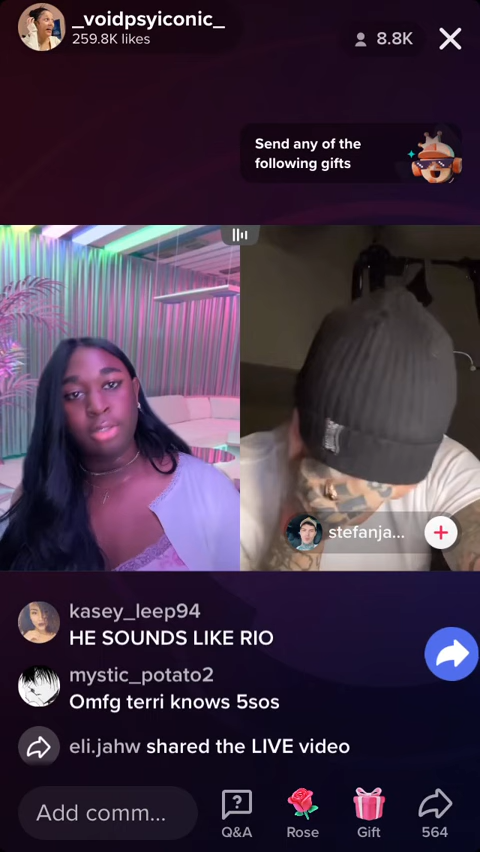 _voidpsyiconic_
259.8K likes
8.8K
Send any of the
following gifts
stefanja...
kasey_leep94
HE SOUNDS LIKE RIO
mystic_potato2
Omfg terri knows 5sos
eli.jahw shared the LIVE video
Add comm...
Q&A
Rose
Gift
564